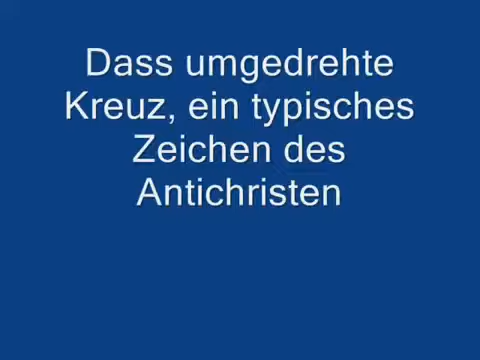 Dass umgedrehte
Kreuz, ein typisches
Zeichen des
Antichristen